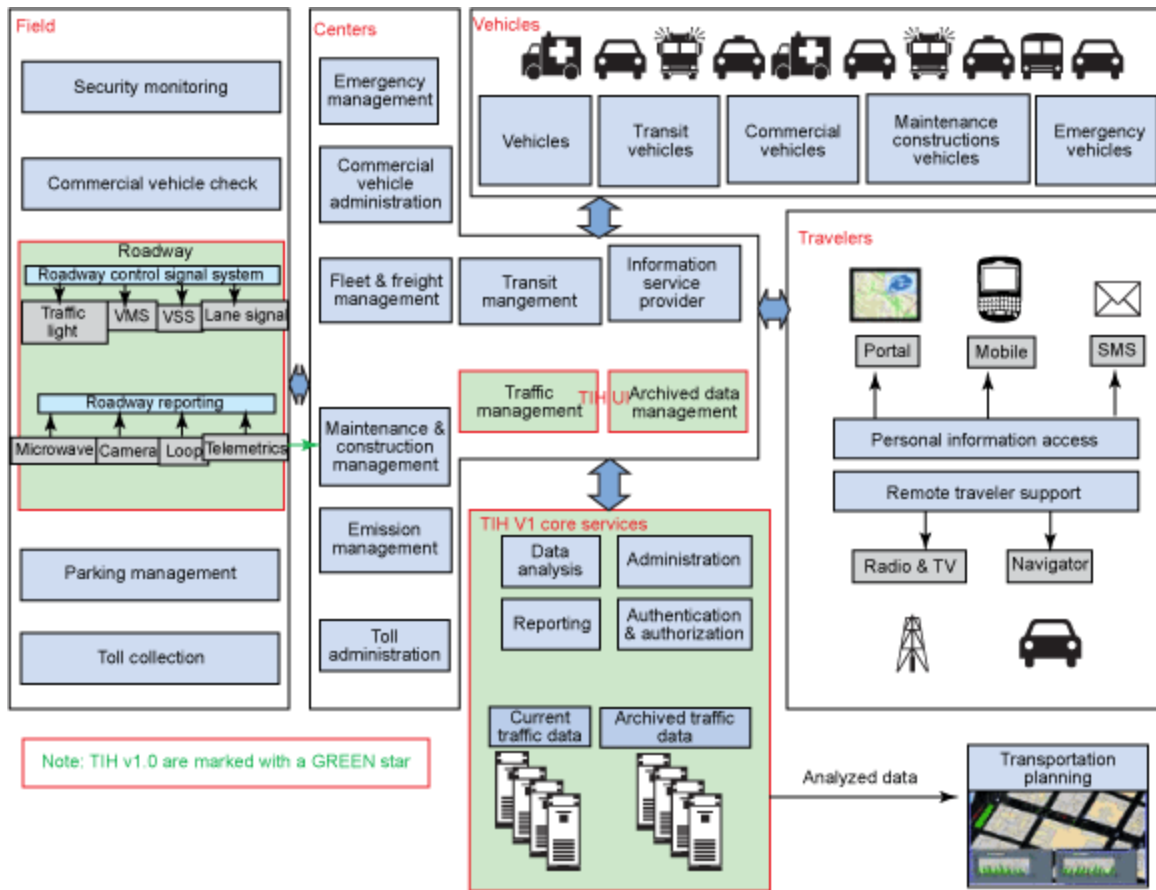 Field
Security monitoring
Commercial vehicle check
Roadway
Roadway control signal system
Traffic
light
VMS
VSS
Lane signal
Roadway reporting
Microwave
Camera
Loop
Telemetrics
Parking management
Toll collection
Centers
Emergency
management
Commercial
vehicle
administration
Fleet & freight
management
Transit
mangement
Information
service
provider
Traffic
management
TIH UI
Archived data
management
Maintenance &
construction
management
Emission
management
Toll
administration
Vehicles
Vehicles
Transit
vehicles
Commercial
vehicles
Maintenance
constructions
vehicles
Emergency
vehicles
Travelers
Portal
Mobile
SMS
Personal information access
Remote traveler support
Radio & TV
Navigator
TIH V1 core services
Data
analysis
Administration
Reporting
Authentication
& authorization
Current
traffic data
Archived traffic
data
Analyzed data
Transportation
planning
Note: TIH v1.0 are marked with a GREEN star